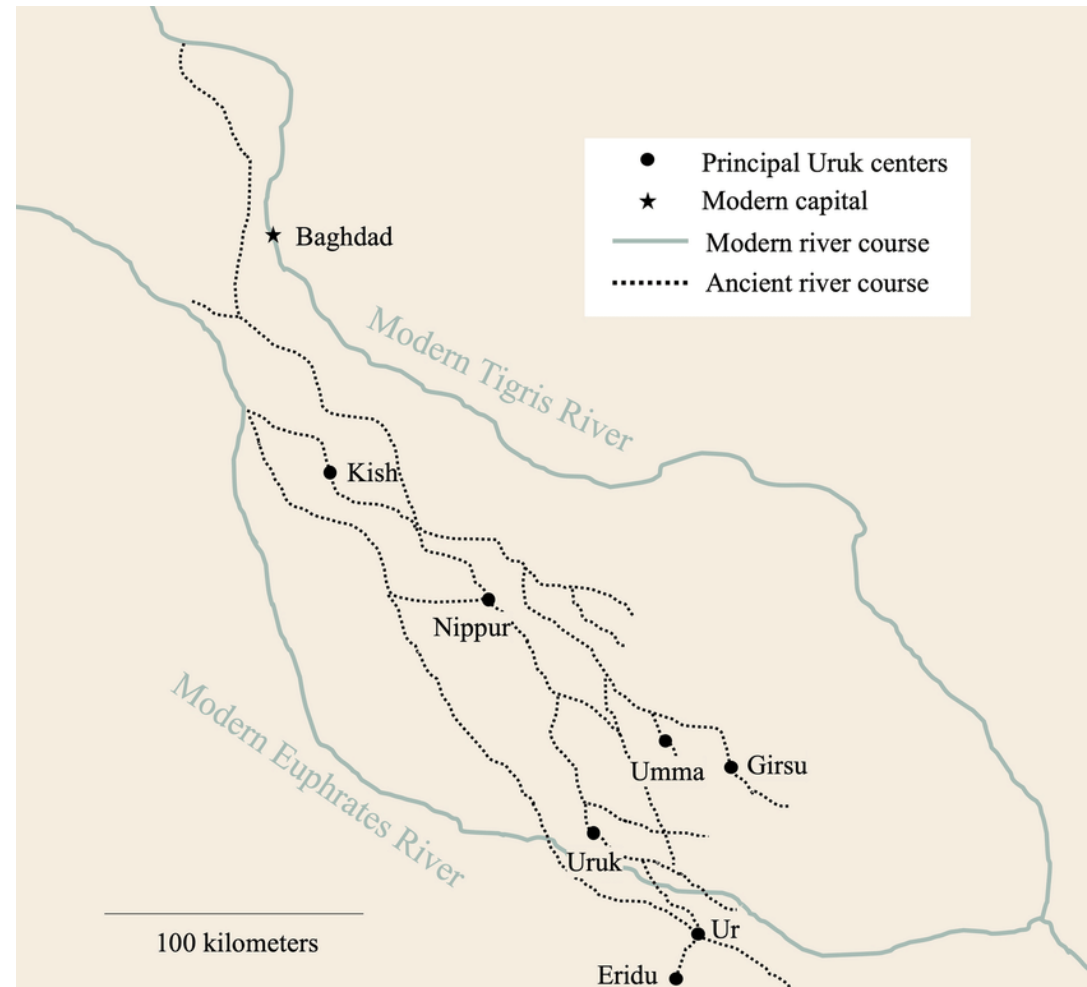 Principal Uruk centers
Modern capital
Modern river course
Ancient river course
Baghdad
Modern Tigris River
Kish
Nippur
Modern Euphrates River
Umma
Girsu
Uruk
Ur
Eridu
100 kilometers